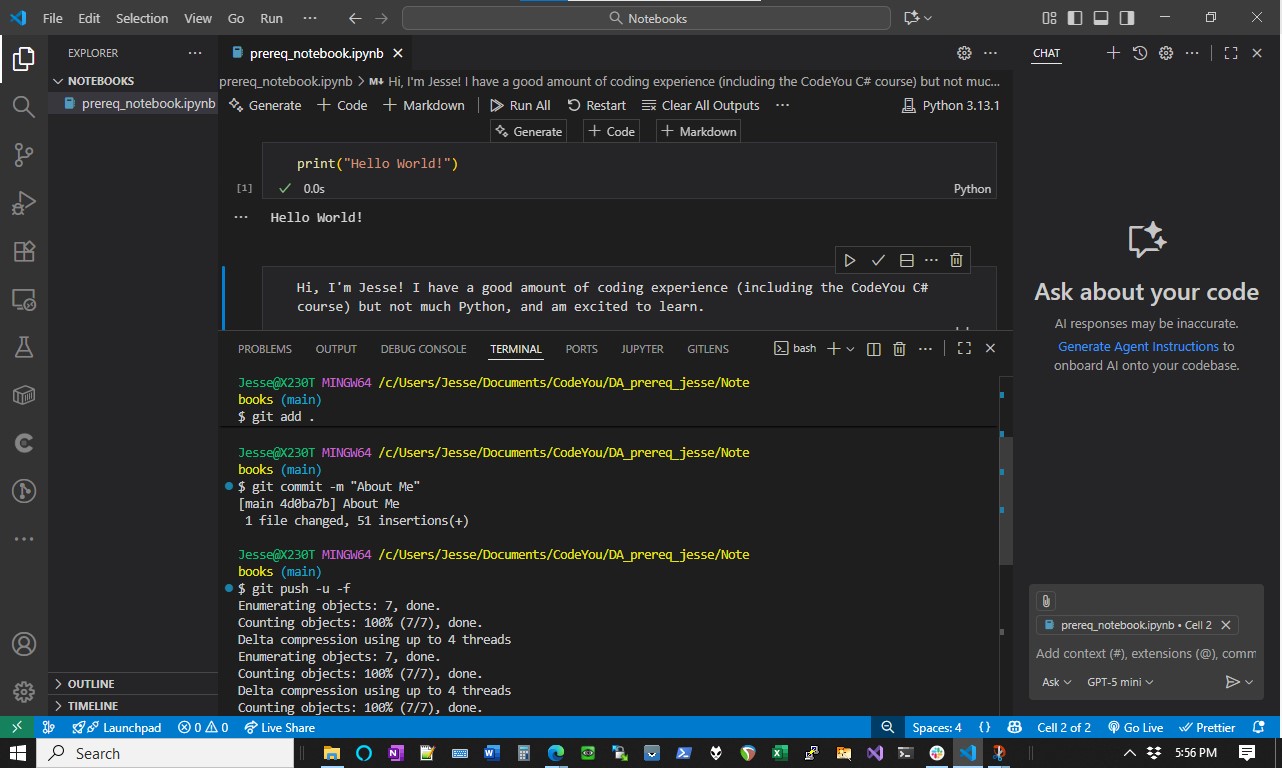 File Edit Selection View Go Run ··· Notebooks
EXPLORER ···
NOTEBOOKS
prereq_notebook.ipynb
OUTLINE
TIMELINE
prereq_notebook.ipynb
prereq_notebook.ipynb > M↓ Hi, I'm Jesse! I have a good amount of coding experience (including the CodeYou C# course) but not muc...
Generate + Code + Markdown Run All Restart Clear All Outputs ··· Python 3.13.1
Generate + Code + Markdown
print("Hello World!")
[1] 0.0s Python
··· Hello World!
Hi, I'm Jesse! I have a good amount of coding experience (including the CodeYou C#
course) but not much Python, and am excited to learn.
PROBLEMS OUTPUT DEBUG CONSOLE TERMINAL PORTS JUPYTER GITLENS bash
Jesse@X230T MINGW64 /c/Users/Jesse/Documents/CodeYou/DA_prereq_jesse/Note
books (main)
$ git add .
Jesse@X230T MINGW64 /c/Users/Jesse/Documents/CodeYou/DA_prereq_jesse/Note
books (main)
$ git commit -m "About Me"
[main 4d0ba7b] About Me
1 file changed, 51 insertions(+)
Jesse@X230T MINGW64 /c/Users/Jesse/Documents/CodeYou/DA_prereq_jesse/Note
books (main)
$ git push -u -f
Enumerating objects: 7, done.
Counting objects: 100% (7/7), done.
Delta compression using up to 4 threads
Enumerating objects: 7, done.
Counting objects: 100% (7/7), done.
Delta compression using up to 4 threads
Counting objects: 100% (7/7), done.
CHAT
Ask about your code
AI responses may be inaccurate.
Generate Agent Instructions to
onboard AI onto your codebase.
prereq_notebook.ipynb • Cell 2
Add context (#), extensions (@), comm
Ask GPT-5 mini
Launchpad 0 0 Live Share Spaces: 4 {} Cell 2 of 2 Go Live Prettier
Search 5:56 PM